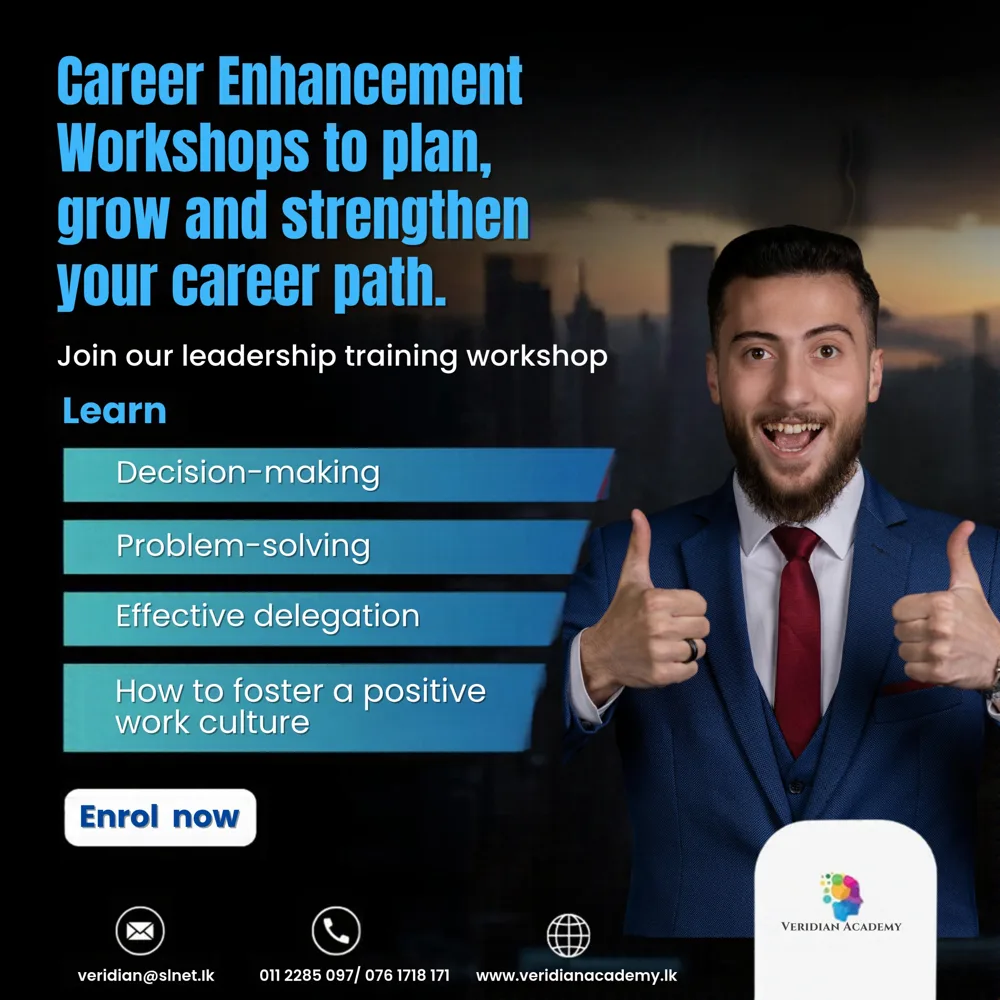 Career Enhancement
Workshops to plan,
grow and strengthen
your career path.
Join our leadership training workshop
Learn
Decision-making
Problem-solving
Effective delegation
How to foster a positive
work culture
Enrol now
VERIDIAN ACADEMY
veridian@slnet.lk
011 2285 097/ 076 1718 171
www.veridianacademy.lk